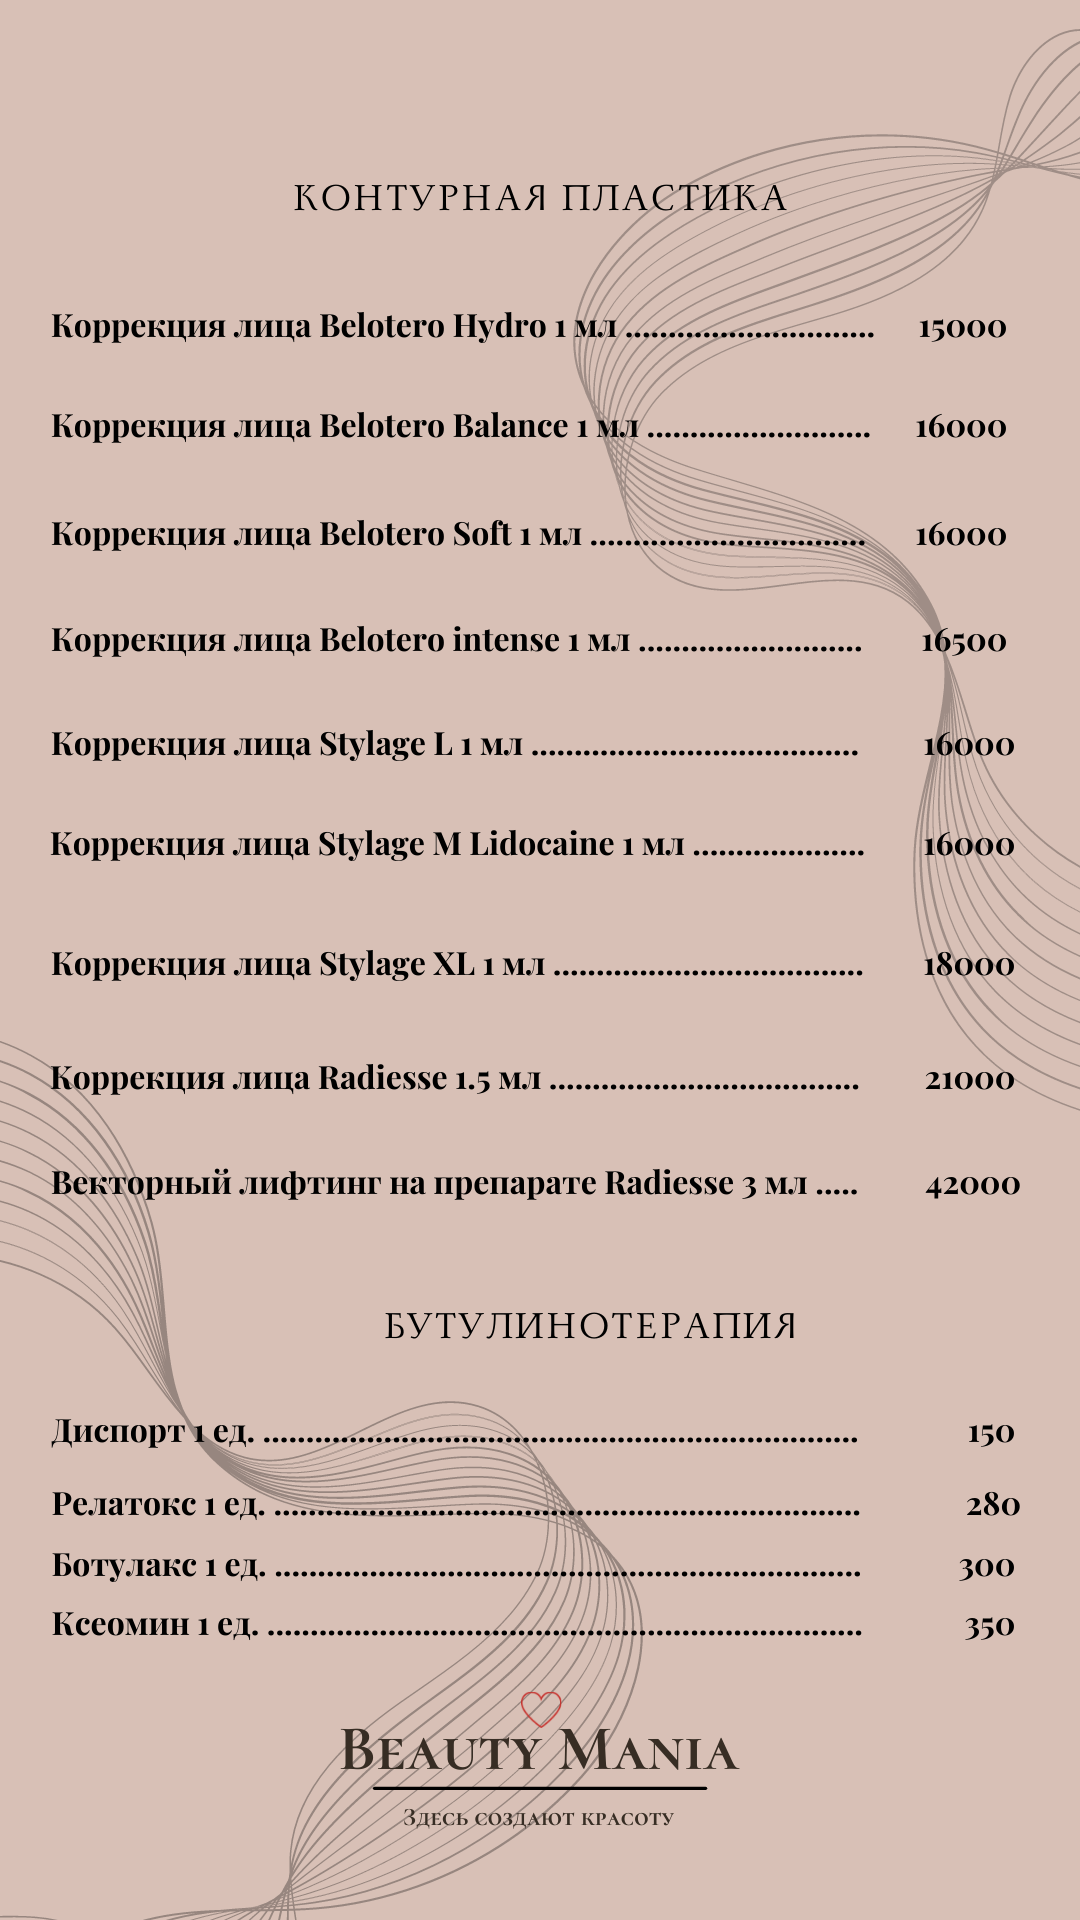 КОНТУРНАЯ ПЛАСТИКА
Коррекция лица Belotero Hydro 1 мл ............................. 15000
Коррекция лица Belotero Balance 1 мл .......................... 16000
Коррекция лица Belotero Soft 1 мл ................................ 16000
Коррекция лица Belotero intense 1 мл .......................... 16500
Коррекция лица Stylage L 1 мл ...................................... 16000
Коррекция лица Stylage M Lidocaine 1 мл .................... 16000
Коррекция лица Stylage XL 1 мл .................................... 18000
Коррекция лица Radiesse 1.5 мл .................................... 21000
Векторный лифтинг на препарате Radiesse 3 мл ..... 42000
БУТУЛИНОТЕРАПИЯ
Диспорт 1 ед. ..................................................................... 150
Релатокс 1 ед. .................................................................... 280
Ботулакс 1 ед. .................................................................... 300
Ксеомин 1 ед. ..................................................................... 350
Beauty Mania
Здесь создают красоту